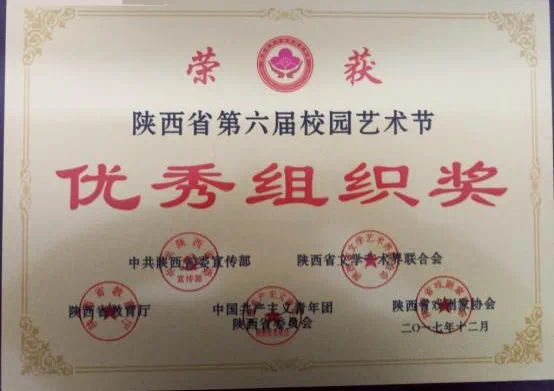 荣获
陕西省第六届校园艺术节
优秀组织奖
中共陕西省委宣传部 陕西省文学艺术界联合会
陕西省教育厅 中国共产主义青年团陕西省委员会 陕西省戏剧家协会
二〇一七年十二月